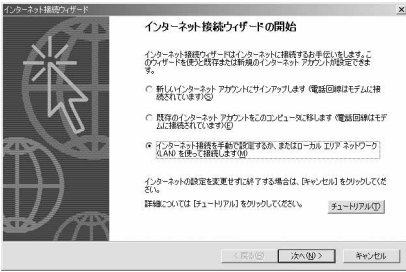 インターネット接続ウィザード
インターネット接続ウィザードの開始
インターネット接続ウィザードはインターネットに接続するお手伝いをします。こ
のウィザードを使うと既存または新規のインターネット アカウントが設定できま
す。
新しいインターネット アカウントにサインアップします (電話回線はモデムに接
続されています)(S)
既存のインターネット アカウントをこのコンピュータに移します (電話回線はモデ
ムに接続されています)(E)
インターネット接続を手動で設定するか、またはローカル エリア ネットワーク
(LAN) を使って接続します(M)
インターネットの設定を変更せずに終了する場合は、[キャンセル] をクリックしてくだ
さい。
詳細については [チュートリアル] をクリックしてください。
チュートリアル(T)
< 戻る(B)
次へ(N) >
キャンセル